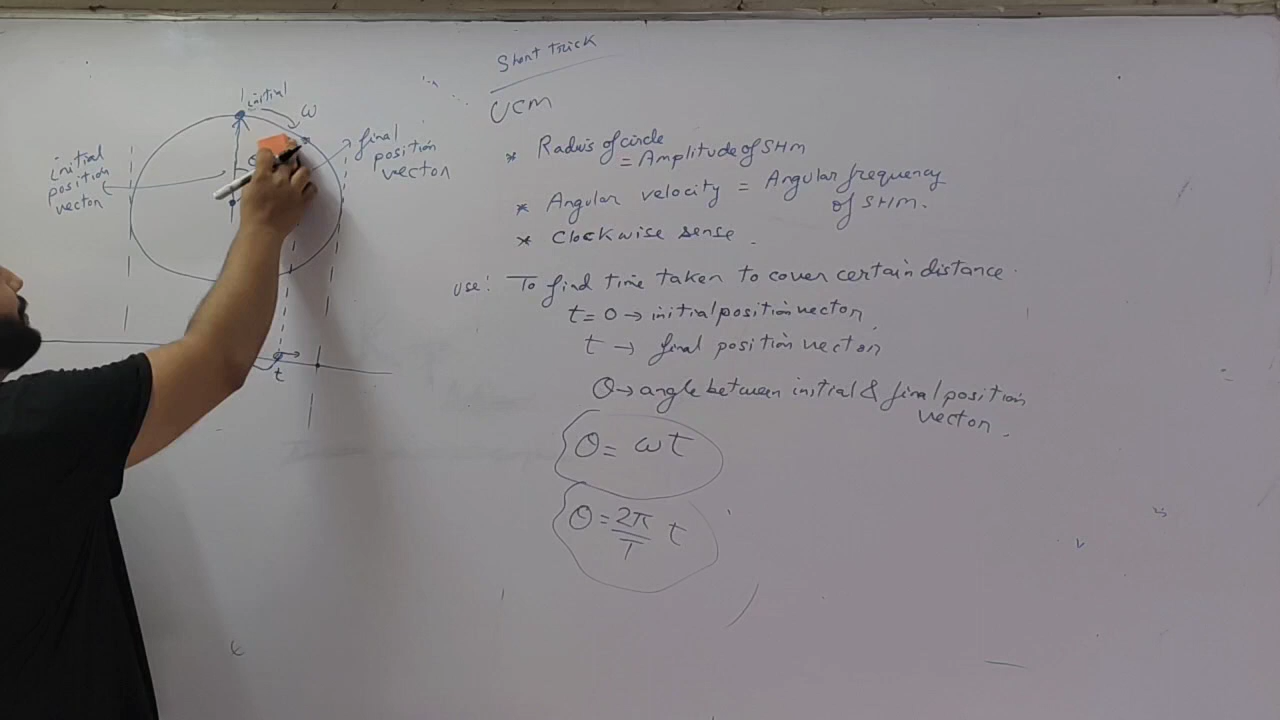 Short trick
UCM
* Radius of circle
= Amplitude of SHM
* Angular velocity = Angular frequency
of SHM.
* Clockwise sense.
use: To find time taken to cover certain distance.
t=0 → initial position vector
t → final position vector
θ → angle between initial & final position
vector.
θ = ωt
θ = 2π/T t
initial
ω
final
position
vector
initial
position
vector
t